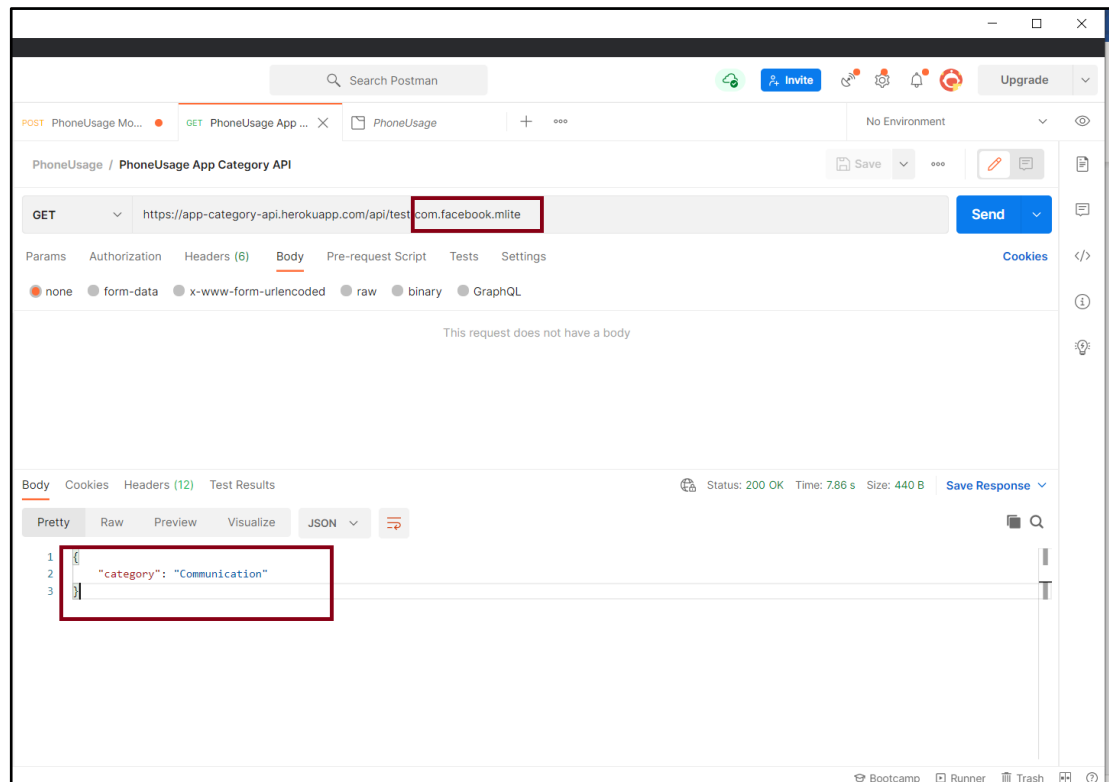 Search Postman
Invite
Upgrade
POST PhoneUsage Mo...
GET PhoneUsage App ...
PhoneUsage
No Environment
PhoneUsage / PhoneUsage App Category API
Save
GET
https://app-category-api.herokuapp.com/api/test/com.facebook.mlite
Send
Params Authorization Headers (6) Body Pre-request Script Tests Settings
Cookies
none form-data x-www-form-urlencoded raw binary GraphQL
This request does not have a body
Body Cookies Headers (12) Test Results
Status: 200 OK Time: 7.86 s Size: 440 B Save Response
Pretty Raw Preview Visualize JSON
1 {
2 "category": "Communication"
3 }
Bootcamp Runner Trash